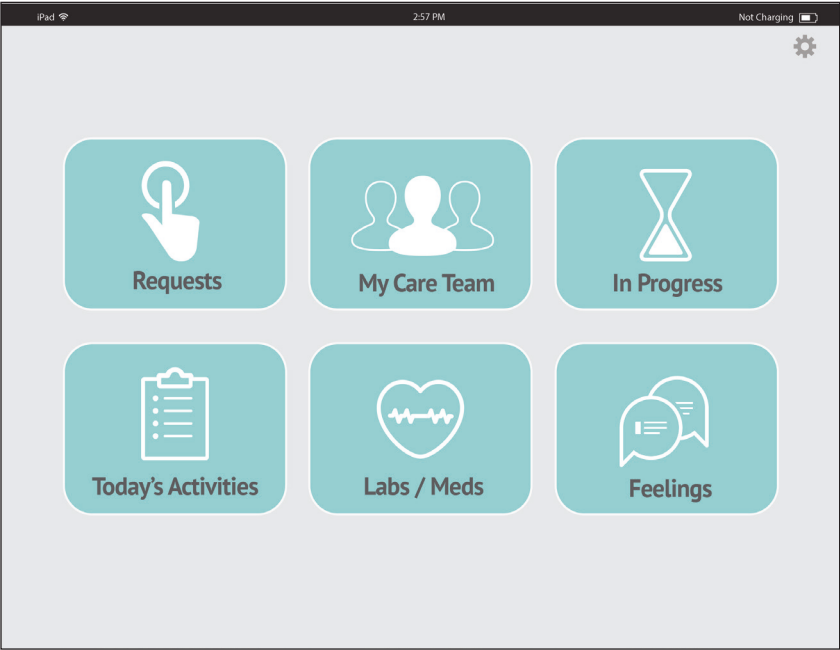 iPad 2:57 PM Not Charging
Requests My Care Team In Progress
Today's Activities Labs / Meds Feelings